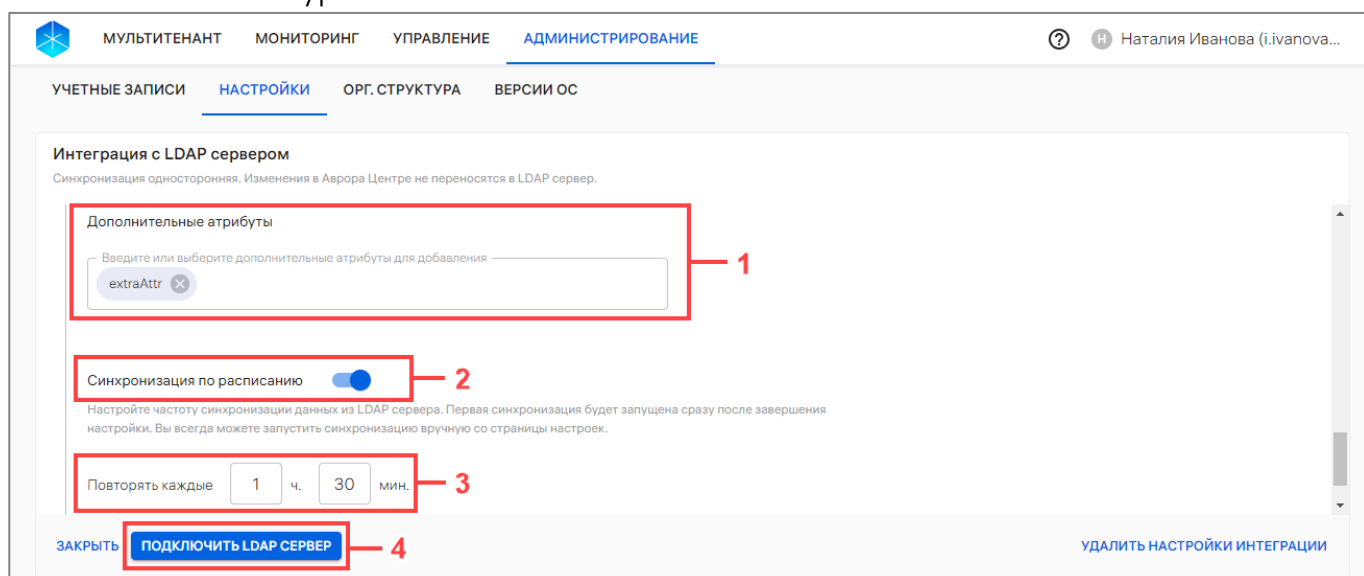 МУЛЬТИТЕНАНТ МОНИТОРИНГ УПРАВЛЕНИЕ АДМИНИСТРИРОВАНИЕ ? Н Наталия Иванова (i.ivanova...
УЧЕТНЫЕ ЗАПИСИ НАСТРОЙКИ ОРГ. СТРУКТУРА ВЕРСИИ ОС
Интеграция с LDAP сервером
Синхронизация односторонняя. Изменения в Аврора Центре не переносятся в LDAP сервер.
Дополнительные атрибуты
Введите или выберите дополнительные атрибуты для добавления
1
extraAttr
Синхронизация по расписанию 2
Настройте частоту синхронизации данных из LDAP сервера. Первая синхронизация будет запущена сразу после завершения
настройки. Вы всегда можете запустить синхронизацию вручную со страницы настроек.
Повторять каждые 1 ч. 30 мин. 3
ЗАКРЫТЬ ПОДКЛЮЧИТЬ LDAP СЕРВЕР 4 УДАЛИТЬ НАСТРОЙКИ ИНТЕГРАЦИИ